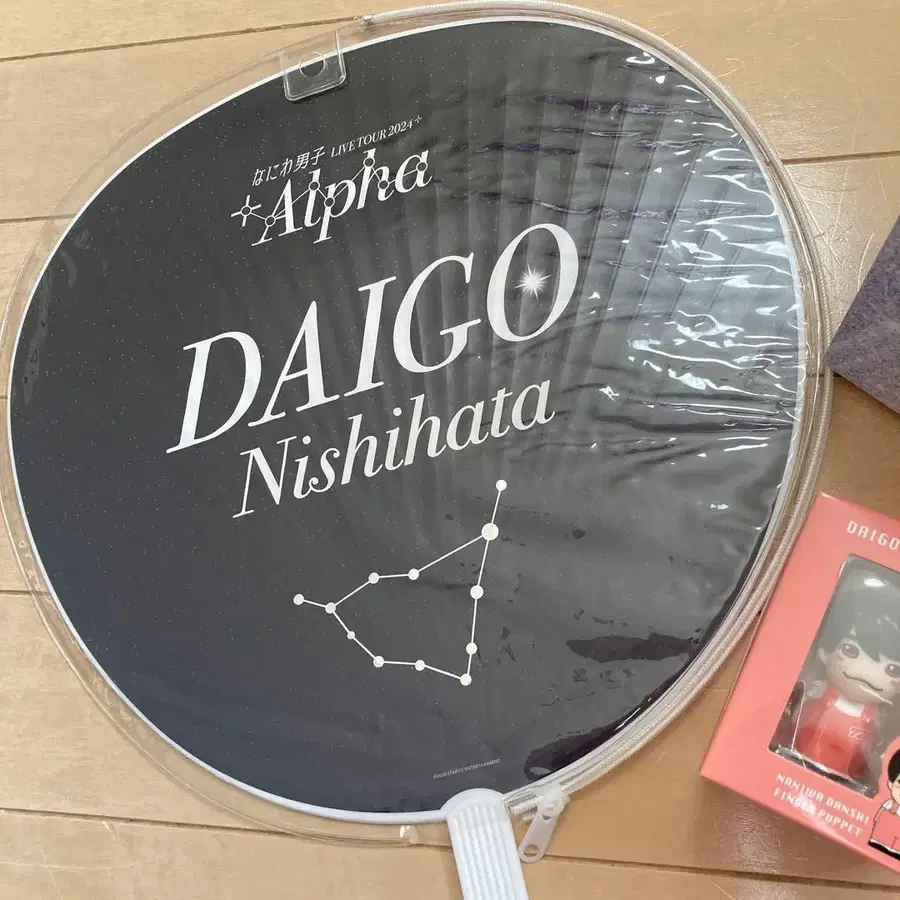 なにわ男子 LIVE TOUR 2024
Alpha
DAIGO
Nishihata
DAIGO
NANIWA DANSHI
FINGER PUPPET